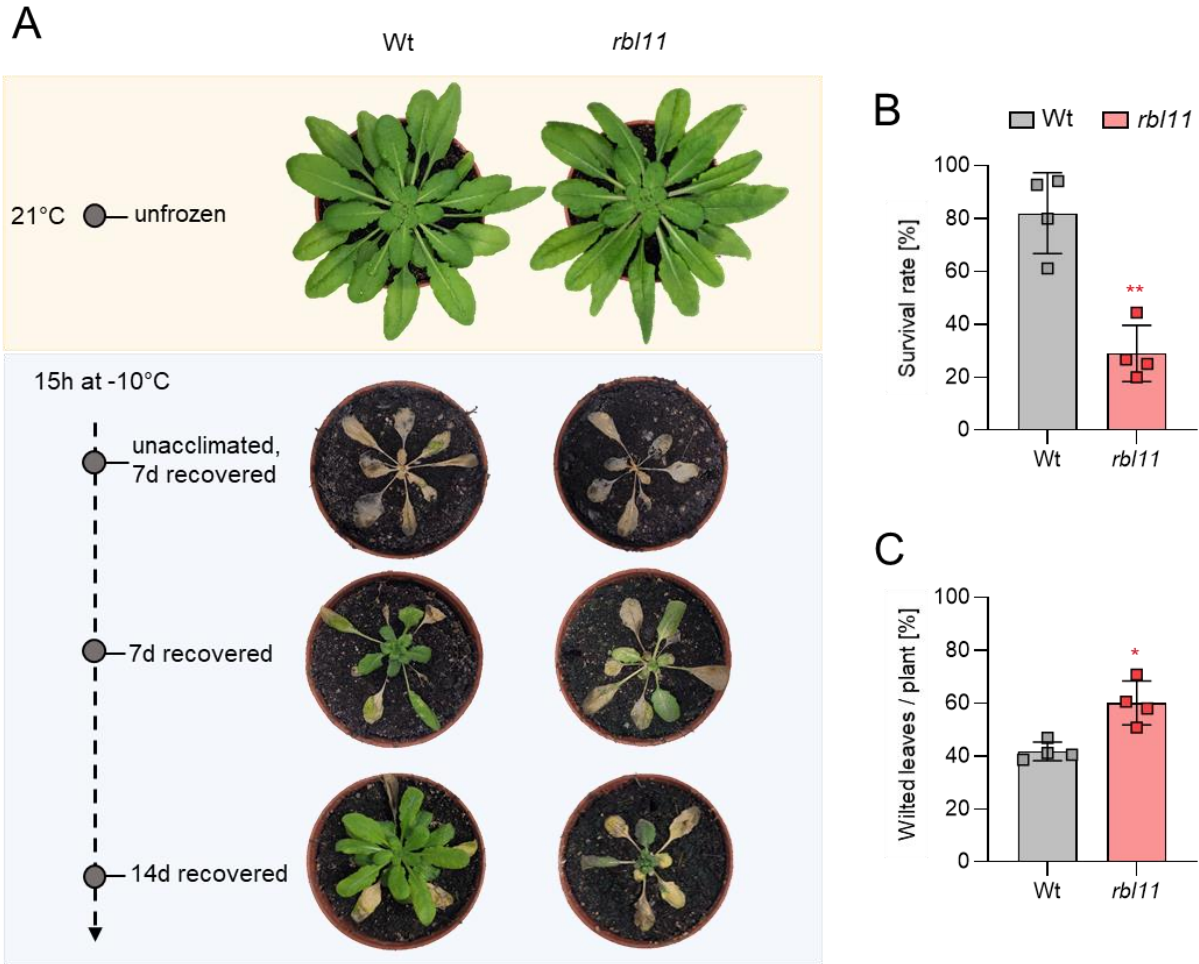 A
Wt rbl11
21°C unfrozen
15h at -10°C
unacclimated,
7d recovered
7d recovered
14d recovered
B
Wt rbl11
Survival rate [%]
100
80
60
40
20
0
**
Wt rbl11
C
Wilted leaves / plant [%]
100
80
60
40
20
0
*
Wt rbl11